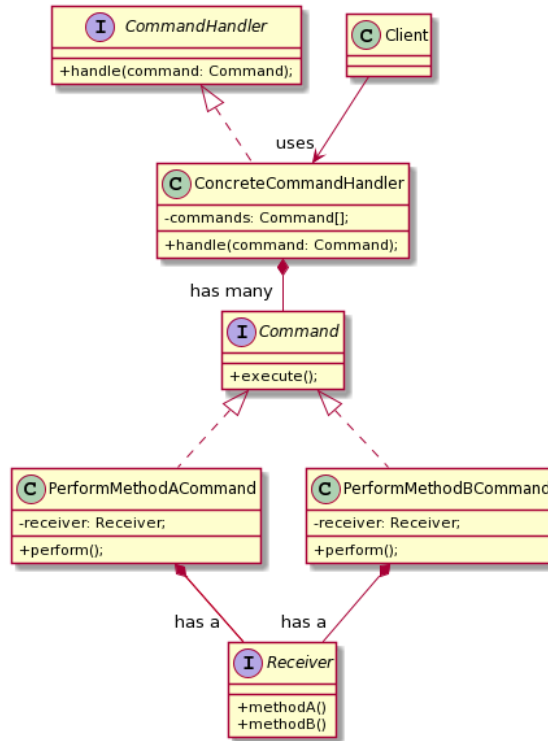 I CommandHandler
+handle(command: Command);
C Client
uses
C ConcreteCommandHandler
-commands: Command[];
+handle(command: Command);
has many
I Command
+execute();
C PerformMethodACommand
-receiver: Receiver;
+perform();
C PerformMethodBCommand
-receiver: Receiver;
+perform();
has a
has a
I Receiver
+methodA()
+methodB()